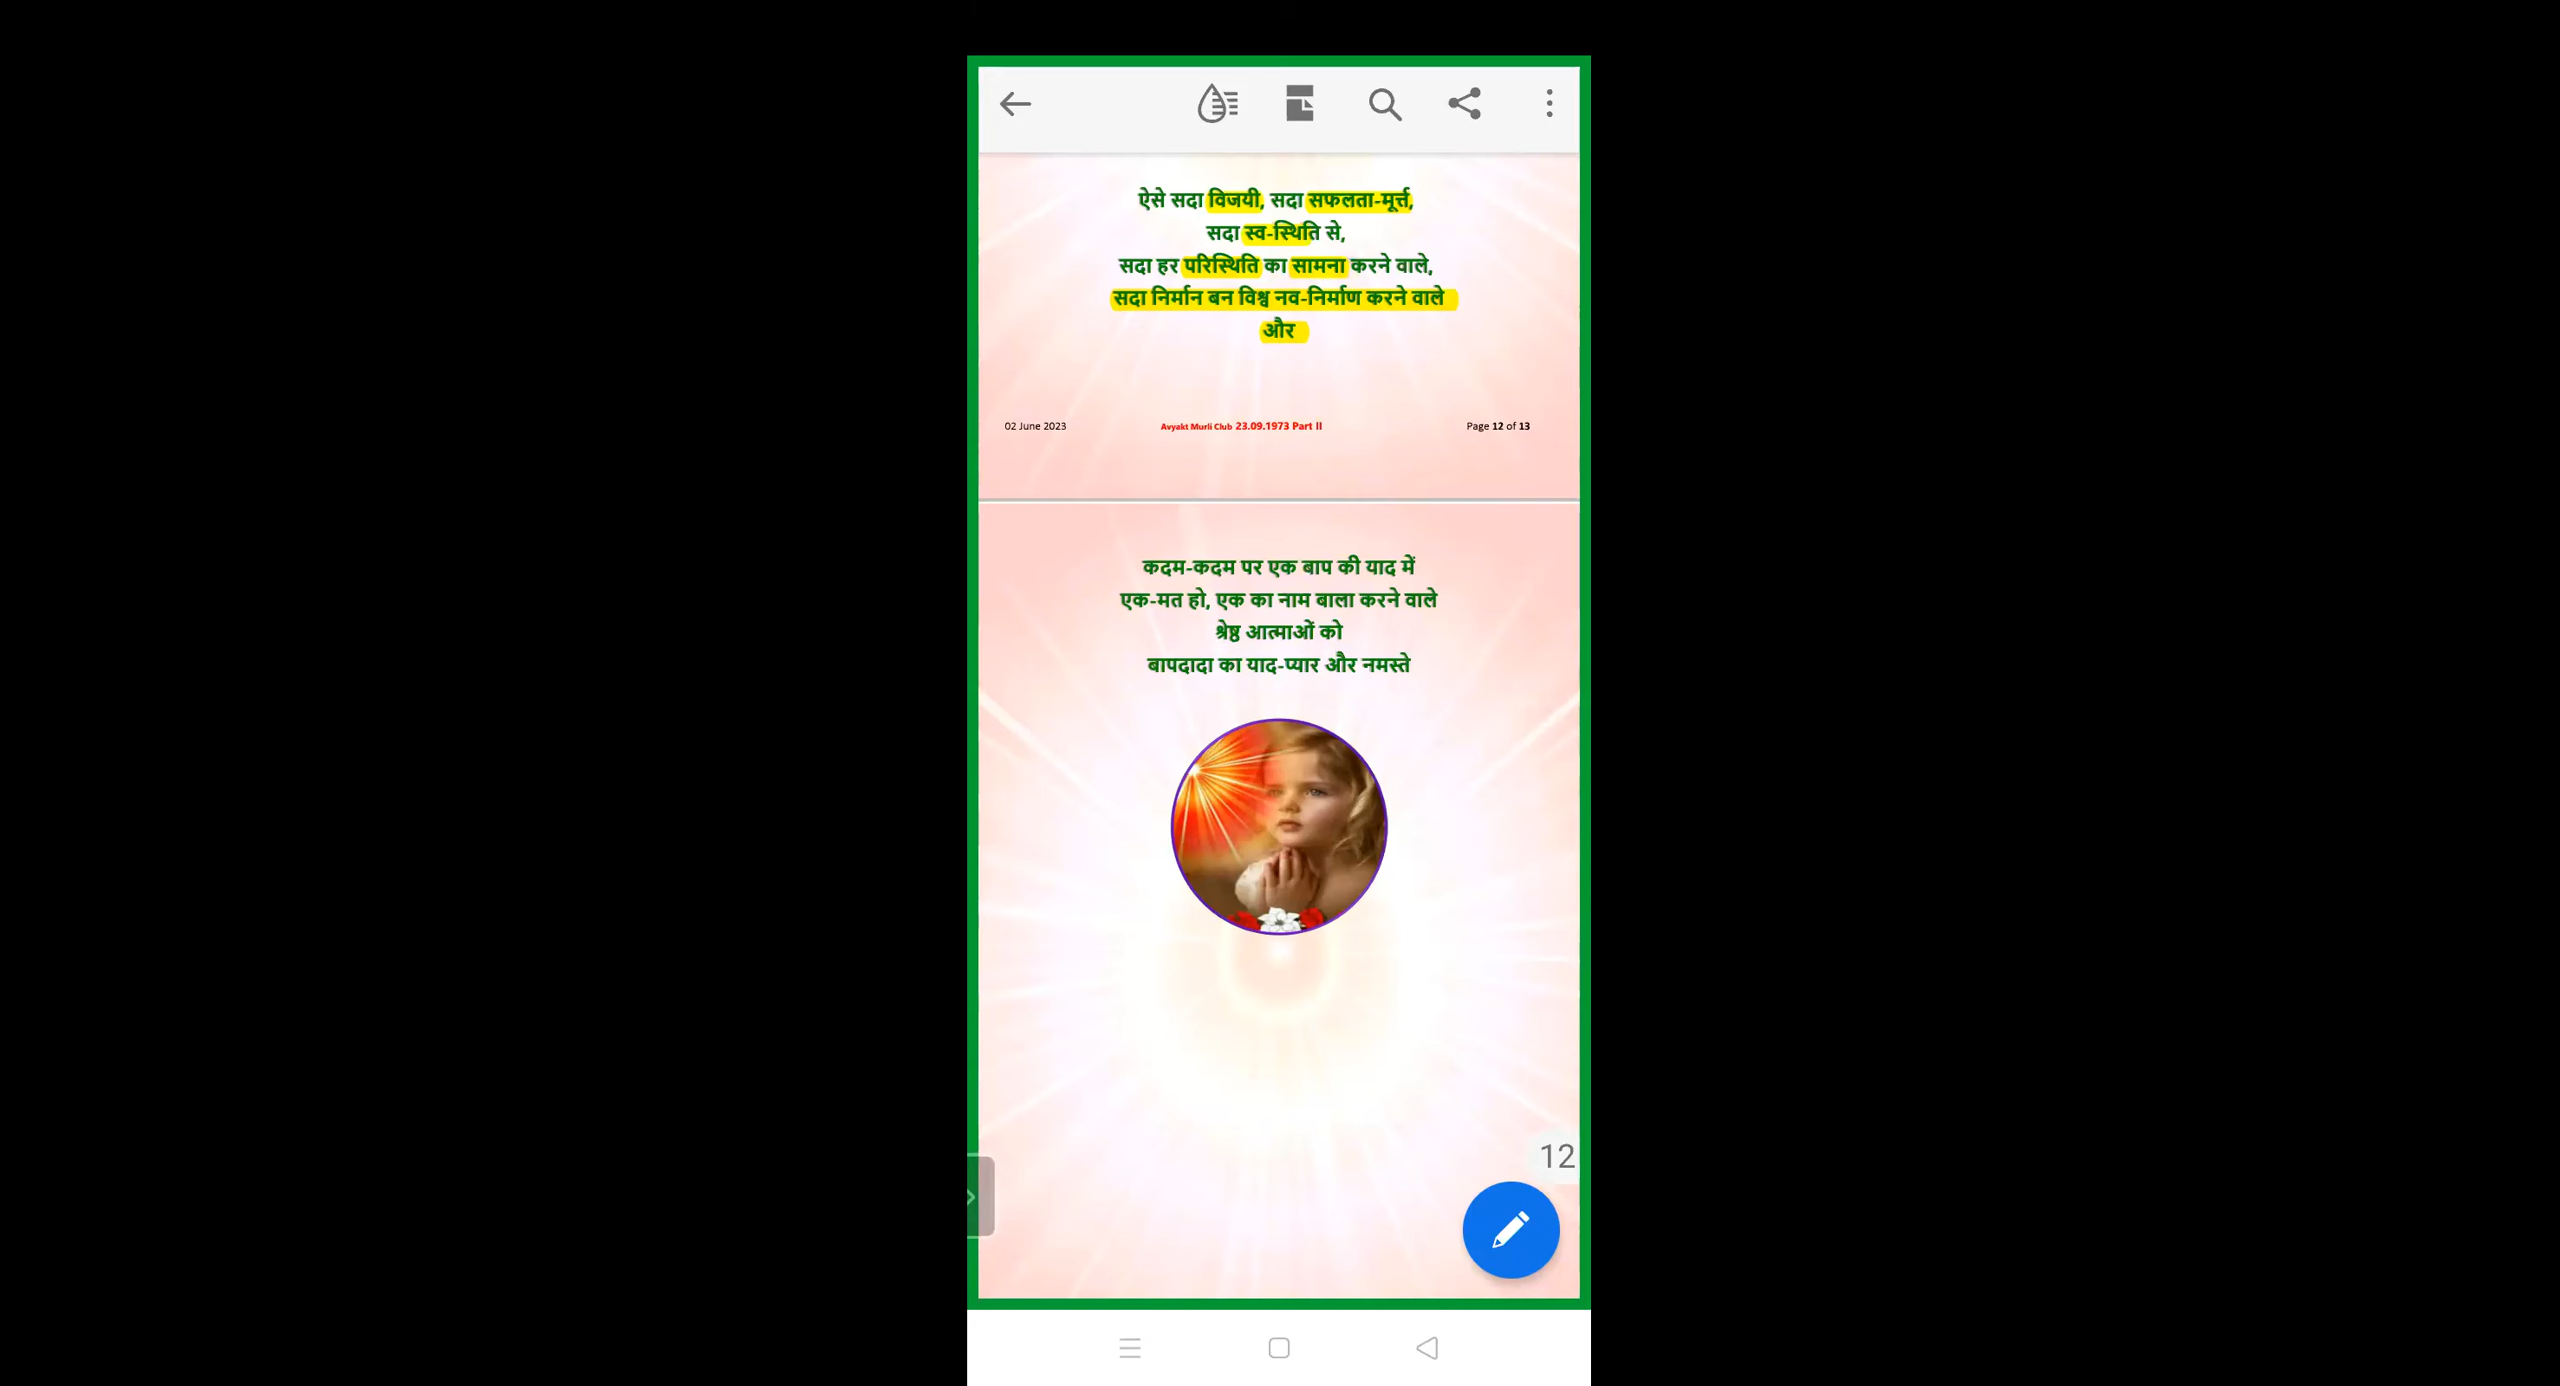 ऐसे सदा विजयी, सदा सफलता-मूर्त्त,
सदा स्व-स्थिति से,
सदा हर परिस्थिति का सामना करने वाले,
सदा निर्मान बन विश्व नव-निर्माण करने वाले
और
02 June 2023 Avyakt Murli Club 23.09.1973 Part II Page 12 of 13
कदम-कदम पर एक बाप की याद में
एक-मत हो, एक का नाम बाला करने वाले
श्रेष्ठ आत्माओं को
बापदादा का याद-प्यार और नमस्ते
12